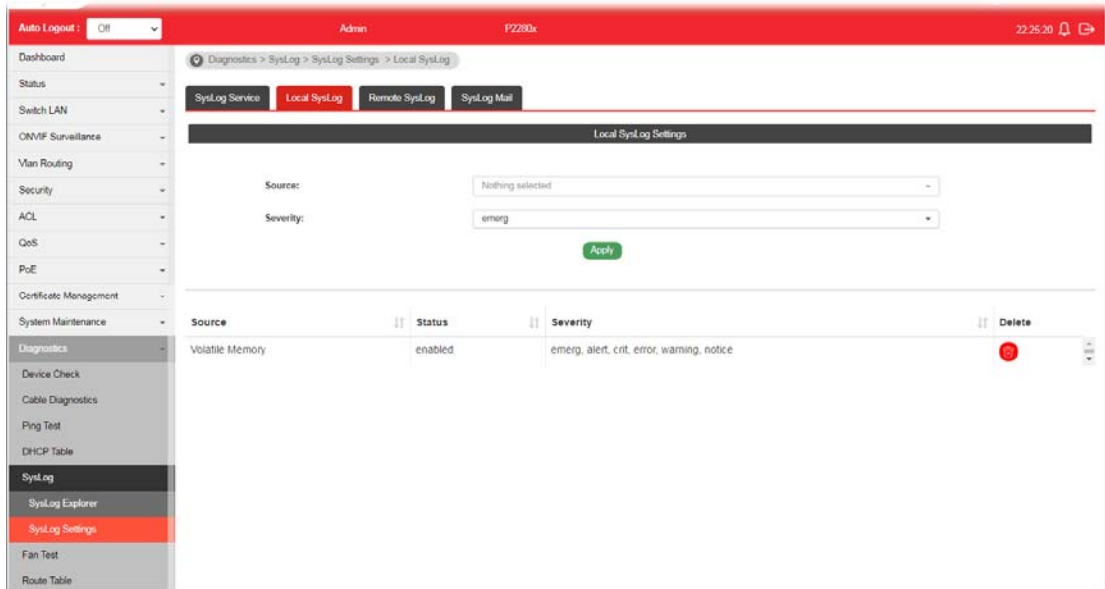 Auto Logout : Off Admin P2280x 22:25:20
Dashboard
Status
Switch LAN
ONVIF Surveillance
Vlan Routing
Security
ACL
QoS
PoE
Certificate Management
System Maintenance
Diagnostics
Device Check
Cable Diagnostics
Ping Test
DHCP Table
SysLog
SysLog Explorer
SysLog Settings
Fan Test
Route Table
Diagnostics > SysLog > SysLog Settings > Local SysLog
SysLog Service Local SysLog Remote SysLog SysLog Mail
Local SysLog Settings
Source: Nothing selected
Severity: emerg
Apply
Source Status Severity Delete
Volatile Memory enabled emerg, alert, crit, error, warning, notice